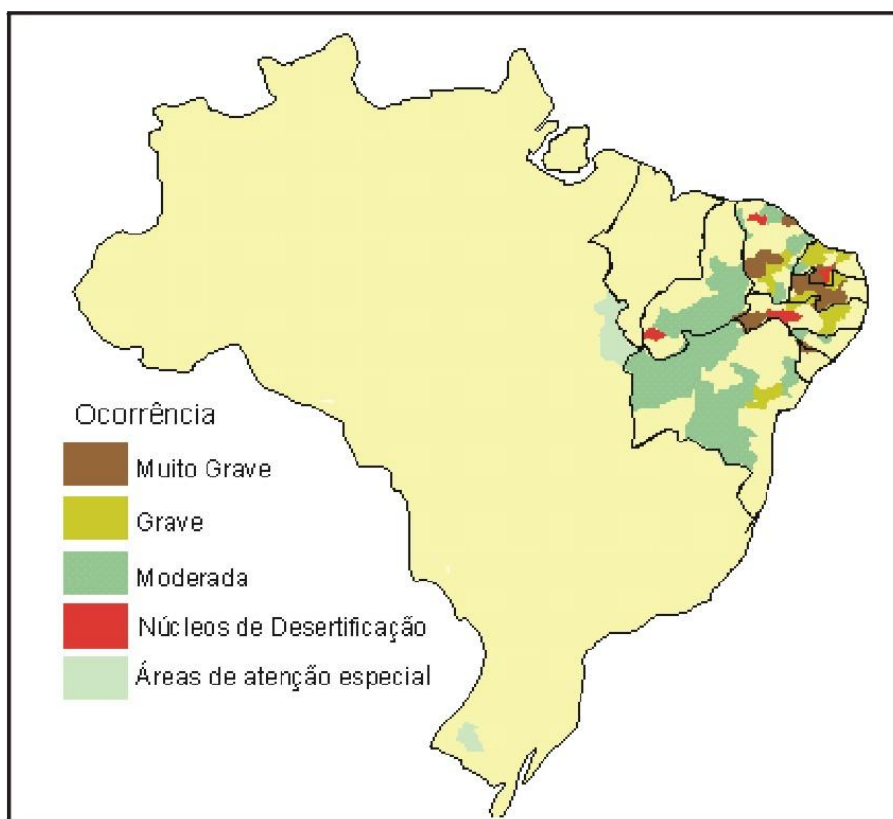 Ocorrência
Muito Grave
Grave
Moderada
Núcleos de Desertificação
Áreas de atenção especial